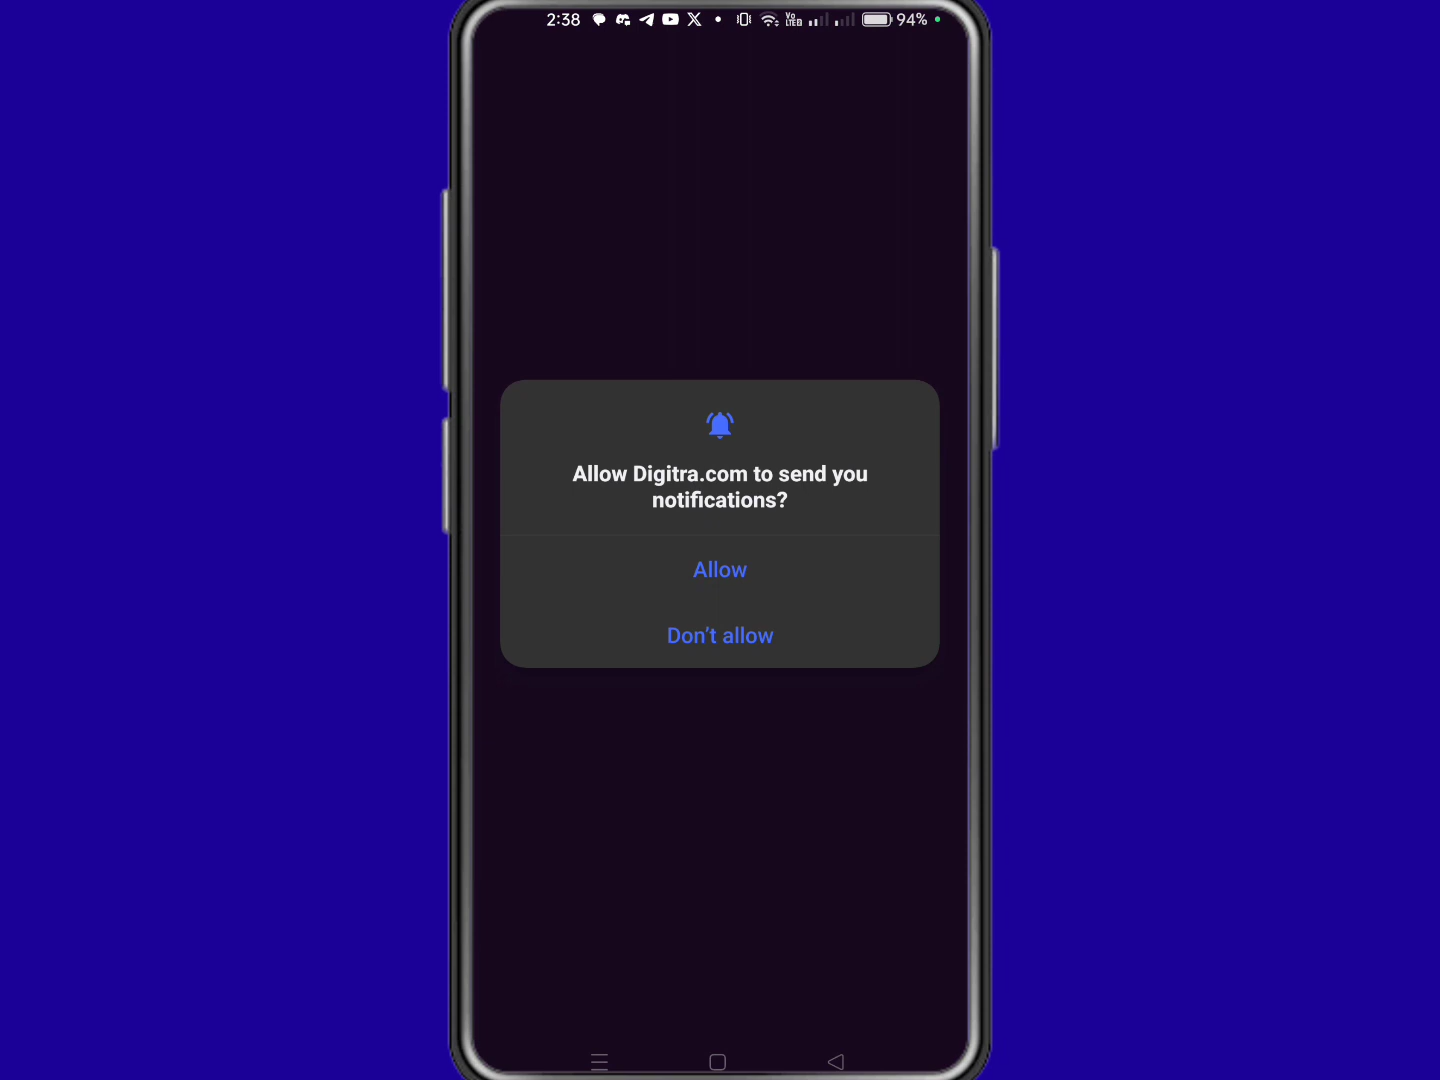 2:38 94%
Allow Digitra.com to send you
notifications?
Allow
Don't allow